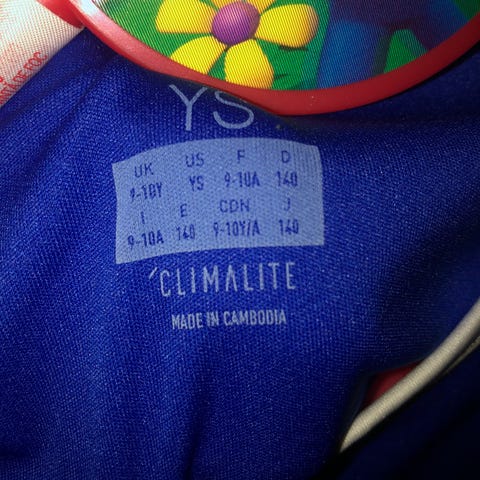 YS
UK US F D
9-10Y YS 9-10A 140
I E CDN J
9-10A 140 9-10Y/A 140
CLIMALITE
MADE IN CAMBODIA